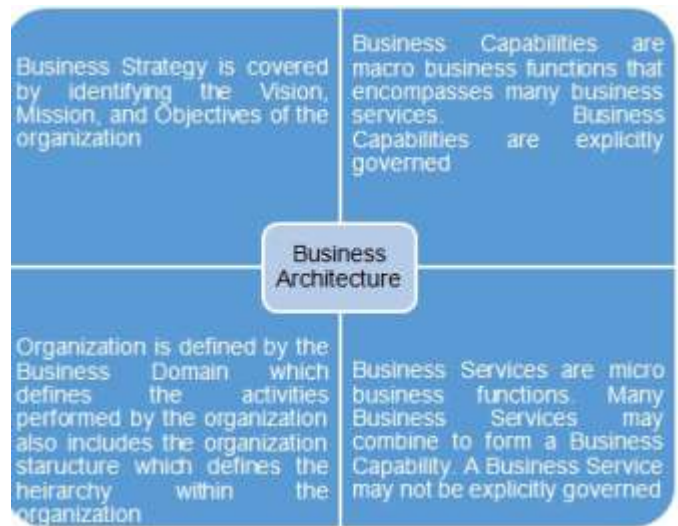 Business Strategy is covered
by identifying the Vision,
Mission, and Objectives of the
organization
Business Capabilities are
macro business functions that
encompasses many business
services. Business
Capabilities are explicitly
governed
Business
Architecture
Organization is defined by the
Business Domain which
defines the activities
performed by the organization
also includes the organization
staructure which defines the
heirarchy within the
organization
Business Services are micro
business functions. Many
Business Services may
combine to form a Business
Capability. A Business Service
may not be explicitly governed